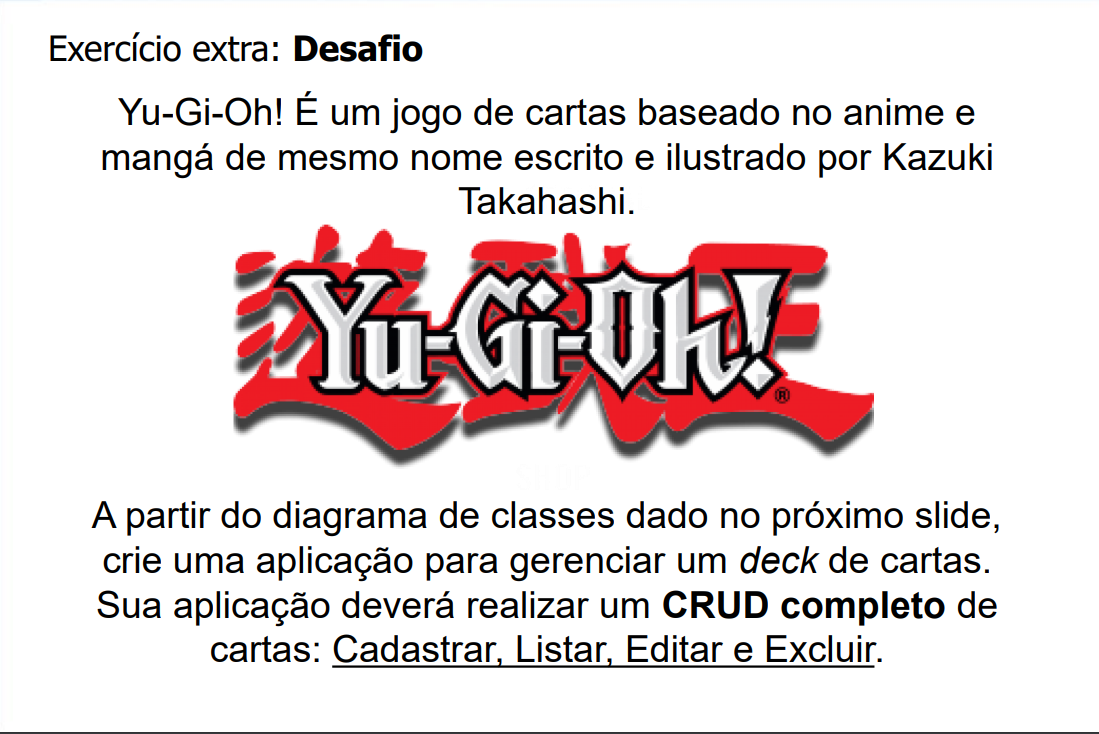 Exercício extra: Desafio
Yu-Gi-Oh! É um jogo de cartas baseado no anime e
mangá de mesmo nome escrito e ilustrado por Kazuki
Takahashi.
Yu-Gi-Oh!®
A partir do diagrama de classes dado no próximo slide,
crie uma aplicação para gerenciar um deck de cartas.
Sua aplicação deverá realizar um CRUD completo de
cartas: Cadastrar, Listar, Editar e Excluir.